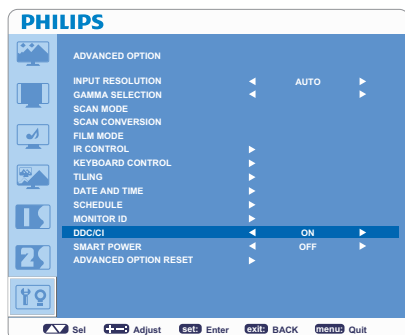 PHILIPS
ADVANCED OPTION
INPUT RESOLUTION AUTO
GAMMA SELECTION
SCAN MODE
SCAN CONVERSION
FILM MODE
IR CONTROL
KEYBOARD CONTROL
TILING
DATE AND TIME
SCHEDULE
MONITOR ID
DDC/CI ON
SMART POWER OFF
ADVANCED OPTION RESET
Sel Adjust set: Enter exit: BACK menu: Quit